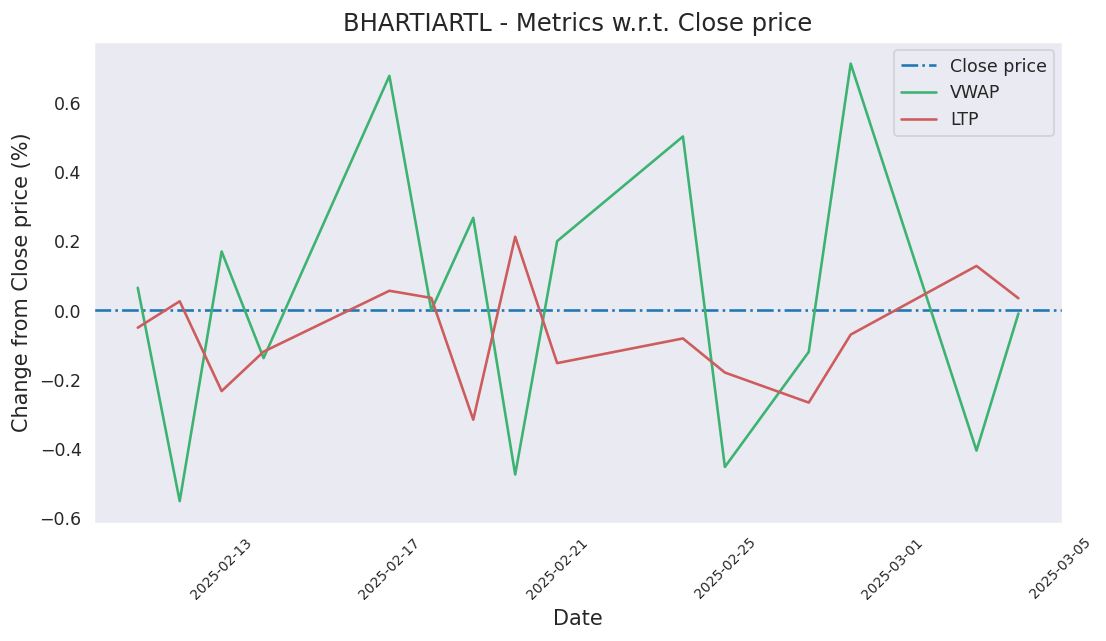 BHARTIARTL - Metrics w.r.t. Close price
Close price
VWAP
LTP
Change from Close price (%)
0.6
0.4
0.2
0.0
−0.2
−0.4
−0.6
2025-02-13
2025-02-17
2025-02-21
2025-02-25
2025-03-01
2025-03-05
Date